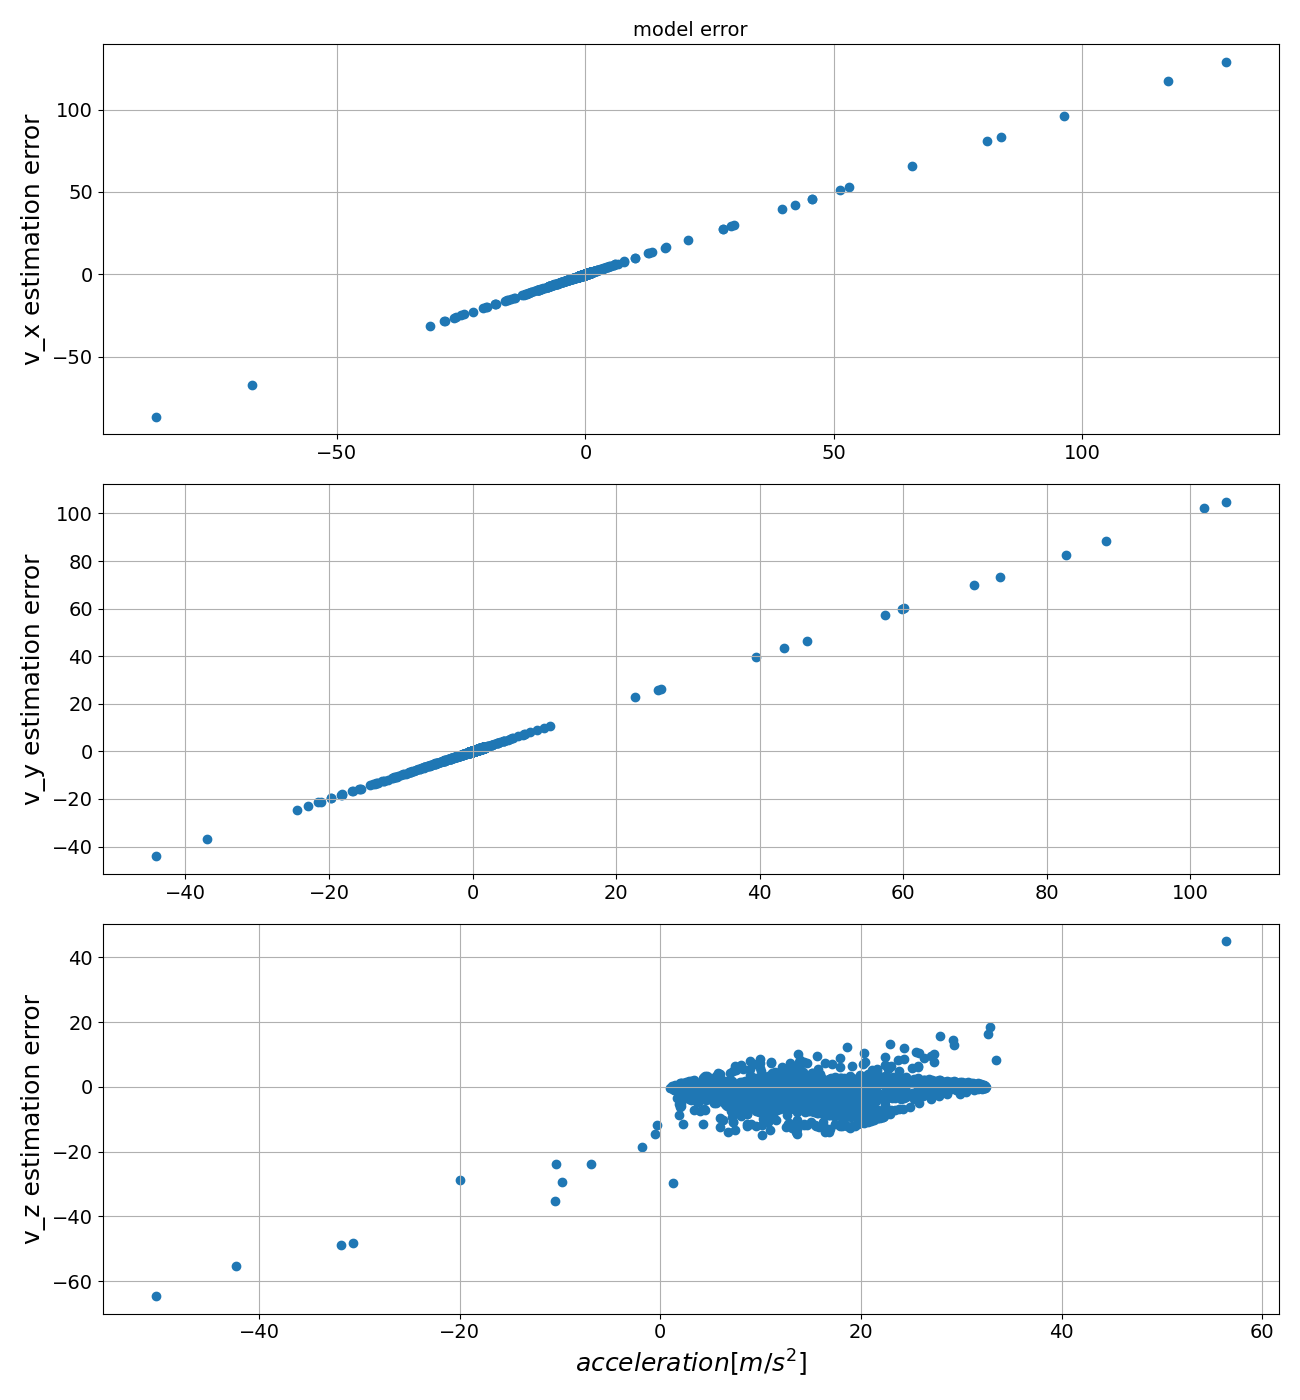 model error
v_x estimation error
100
50
0
−50
−50 0 50 100
v_y estimation error
100
80
60
40
20
0
−20
−40
−40 −20 0 20 40 60 80 100
v_z estimation error
40
20
0
−20
−40
−60
−40 −20 0 20 40 60
acceleration[m/s²]